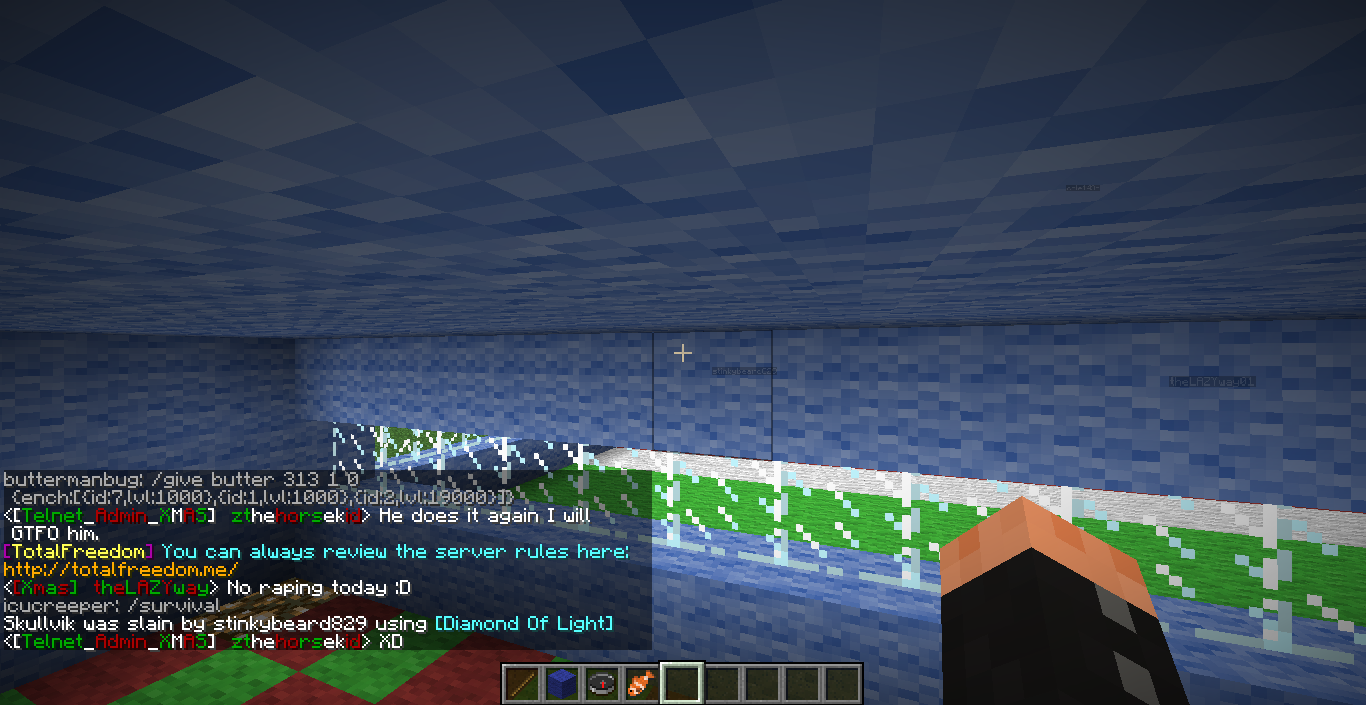 theLAZYway01
buttermanbug: /give butter 313 1 0
{ench:[{id:7,lvl:1000},{id:1,lvl:1000},{id:2,lvl:19000}]}
<[Telnet_Admin_XMAS] zthehorsekid> He does it again I will
GTFO him.
[TotalFreedom] You can always review the server rules here:
http://totalfreedom.me/
<[Xmas] theLAZYway> No raping today :D
icucreeper: /survival
Skullvik was slain by stinkybeard829 using [Diamond Of Light]
<[Telnet_Admin_XMAS] zthehorsekid> XD